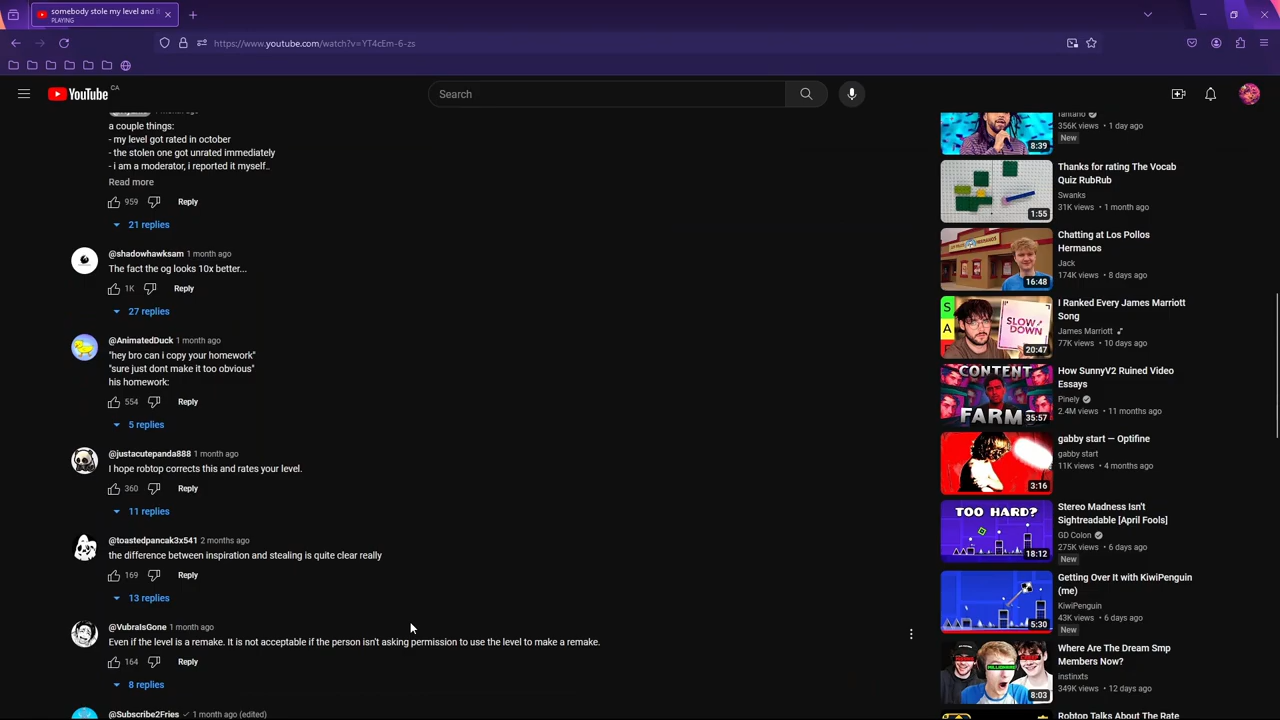 somebody stole my level and i
PLAYING
https://www.youtube.com/watch?v=YT4cEm-6-zs
YouTube CA
Search
a couple things:
- my level got rated in october
- the stolen one got unrated immediately
- i am a moderator, i reported it myself..
Read more
959 Reply
21 replies
@shadowhawksam 1 month ago
The fact the og looks 10x better...
1K Reply
27 replies
@AnimatedDuck 1 month ago
"hey bro can i copy your homework"
"sure just dont make it too obvious"
his homework:
554 Reply
5 replies
@justacutepanda888 1 month ago
I hope robtop corrects this and rates your level.
360 Reply
11 replies
@toastedpancak3x541 2 months ago
the difference between inspiration and stealing is quite clear really
169 Reply
13 replies
@VubraIsGone 1 month ago
Even if the level is a remake. It is not acceptable if the person isn't asking permission to use the level to make a remake.
164 Reply
8 replies
@Subscribe2Fries 1 month ago (edited)
fantano
356K views • 1 day ago
New
8:39
Thanks for rating The Vocab
Quiz RubRub
Swanks
31K views • 1 month ago
1:55
Chatting at Los Pollos
Hermanos
Jack
174K views • 8 days ago
16:48
I Ranked Every James Marriott
Song
James Marriott
77K views • 10 days ago
S
A
SLOW
DOWN
20:47
How SunnyV2 Ruined Video
Essays
Pinely
2.4M views • 11 months ago
CONTENT
FARMS
35:57
gabby start — Optifine
gabby start
11K views • 4 months ago
3:16
Stereo Madness Isn't
Sightreadable [April Fools]
GD Colon
275K views • 6 days ago
New
TOO HARD?
18:12
Getting Over It with KiwiPenguin
(me)
KiwiPenguin
43K views • 6 days ago
New
5:30
Where Are The Dream Smp
Members Now?
instinxts
349K views • 12 days ago
MILLIONAIRE
8:03
Robtop Talks About The Rate